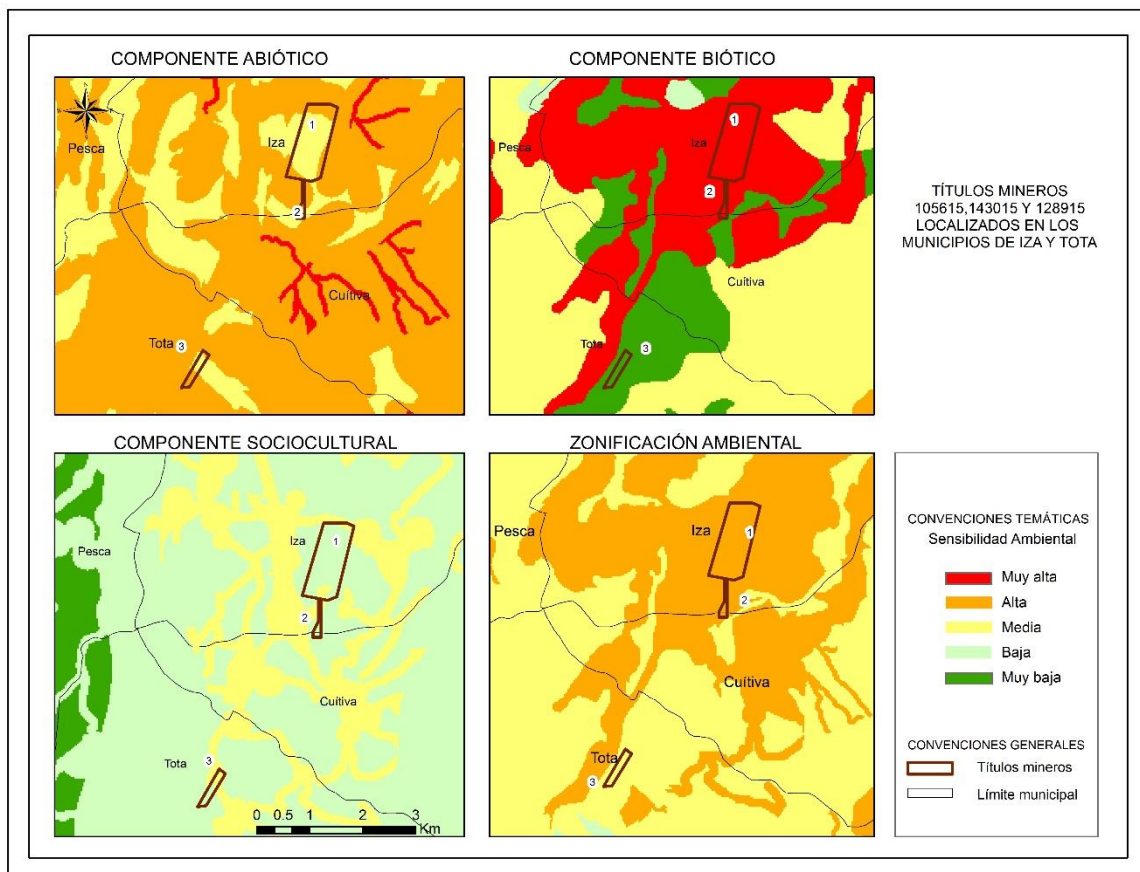 COMPONENTE ABIÓTICO
Pesca
Iza
1
2
Cuítiva
Tota
3
COMPONENTE BIÓTICO
Pesca
Iza
1
2
Cuítiva
Tota
3
TÍTULOS MINEROS
105615,143015 Y 128915
LOCALIZADOS EN LOS
MUNICIPIOS DE IZA Y TOTA
COMPONENTE SOCIOCULTURAL
Pesca
Iza
1
2
Cuítiva
Tota
3
0 0.5 1 2 3
Km
ZONIFICACIÓN AMBIENTAL
Pesca
Iza
1
2
Cuítiva
Tota
3
CONVENCIONES TEMÁTICAS
Sensibilidad Ambiental
Muy alta
Alta
Media
Baja
Muy baja
CONVENCIONES GENERALES
Títulos mineros
Límite municipal